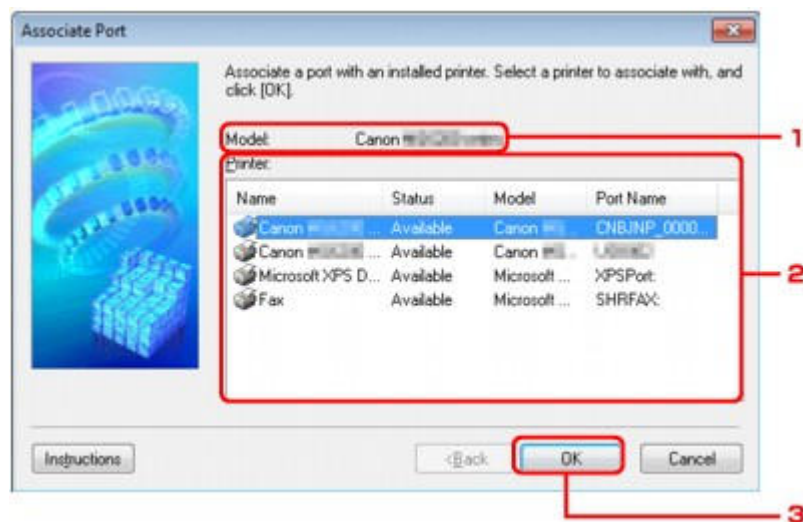 Associate Port
Associate a port with an installed printer. Select a printer to associate with, and
click [OK].
Model: Canon
1
Printer:
Name Status Model Port Name
Canon ... Available Canon CNBJNP_0000...
Canon ... Available Canon ...
Microsoft XPS D... Available Microsoft ... XPSPort:
Fax Available Microsoft ... SHRFAX:
2
Instructions <Back OK Cancel
3